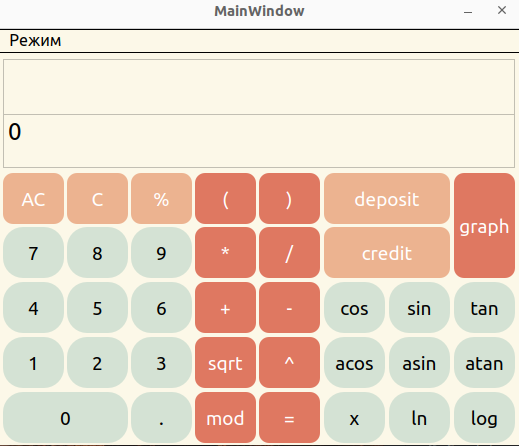 MainWindow
Режим
0
AC C % ( ) deposit graph
7 8 9 * / credit
4 5 6 + - cos sin tan
1 2 3 sqrt ^ acos asin atan
0 . mod = x ln log